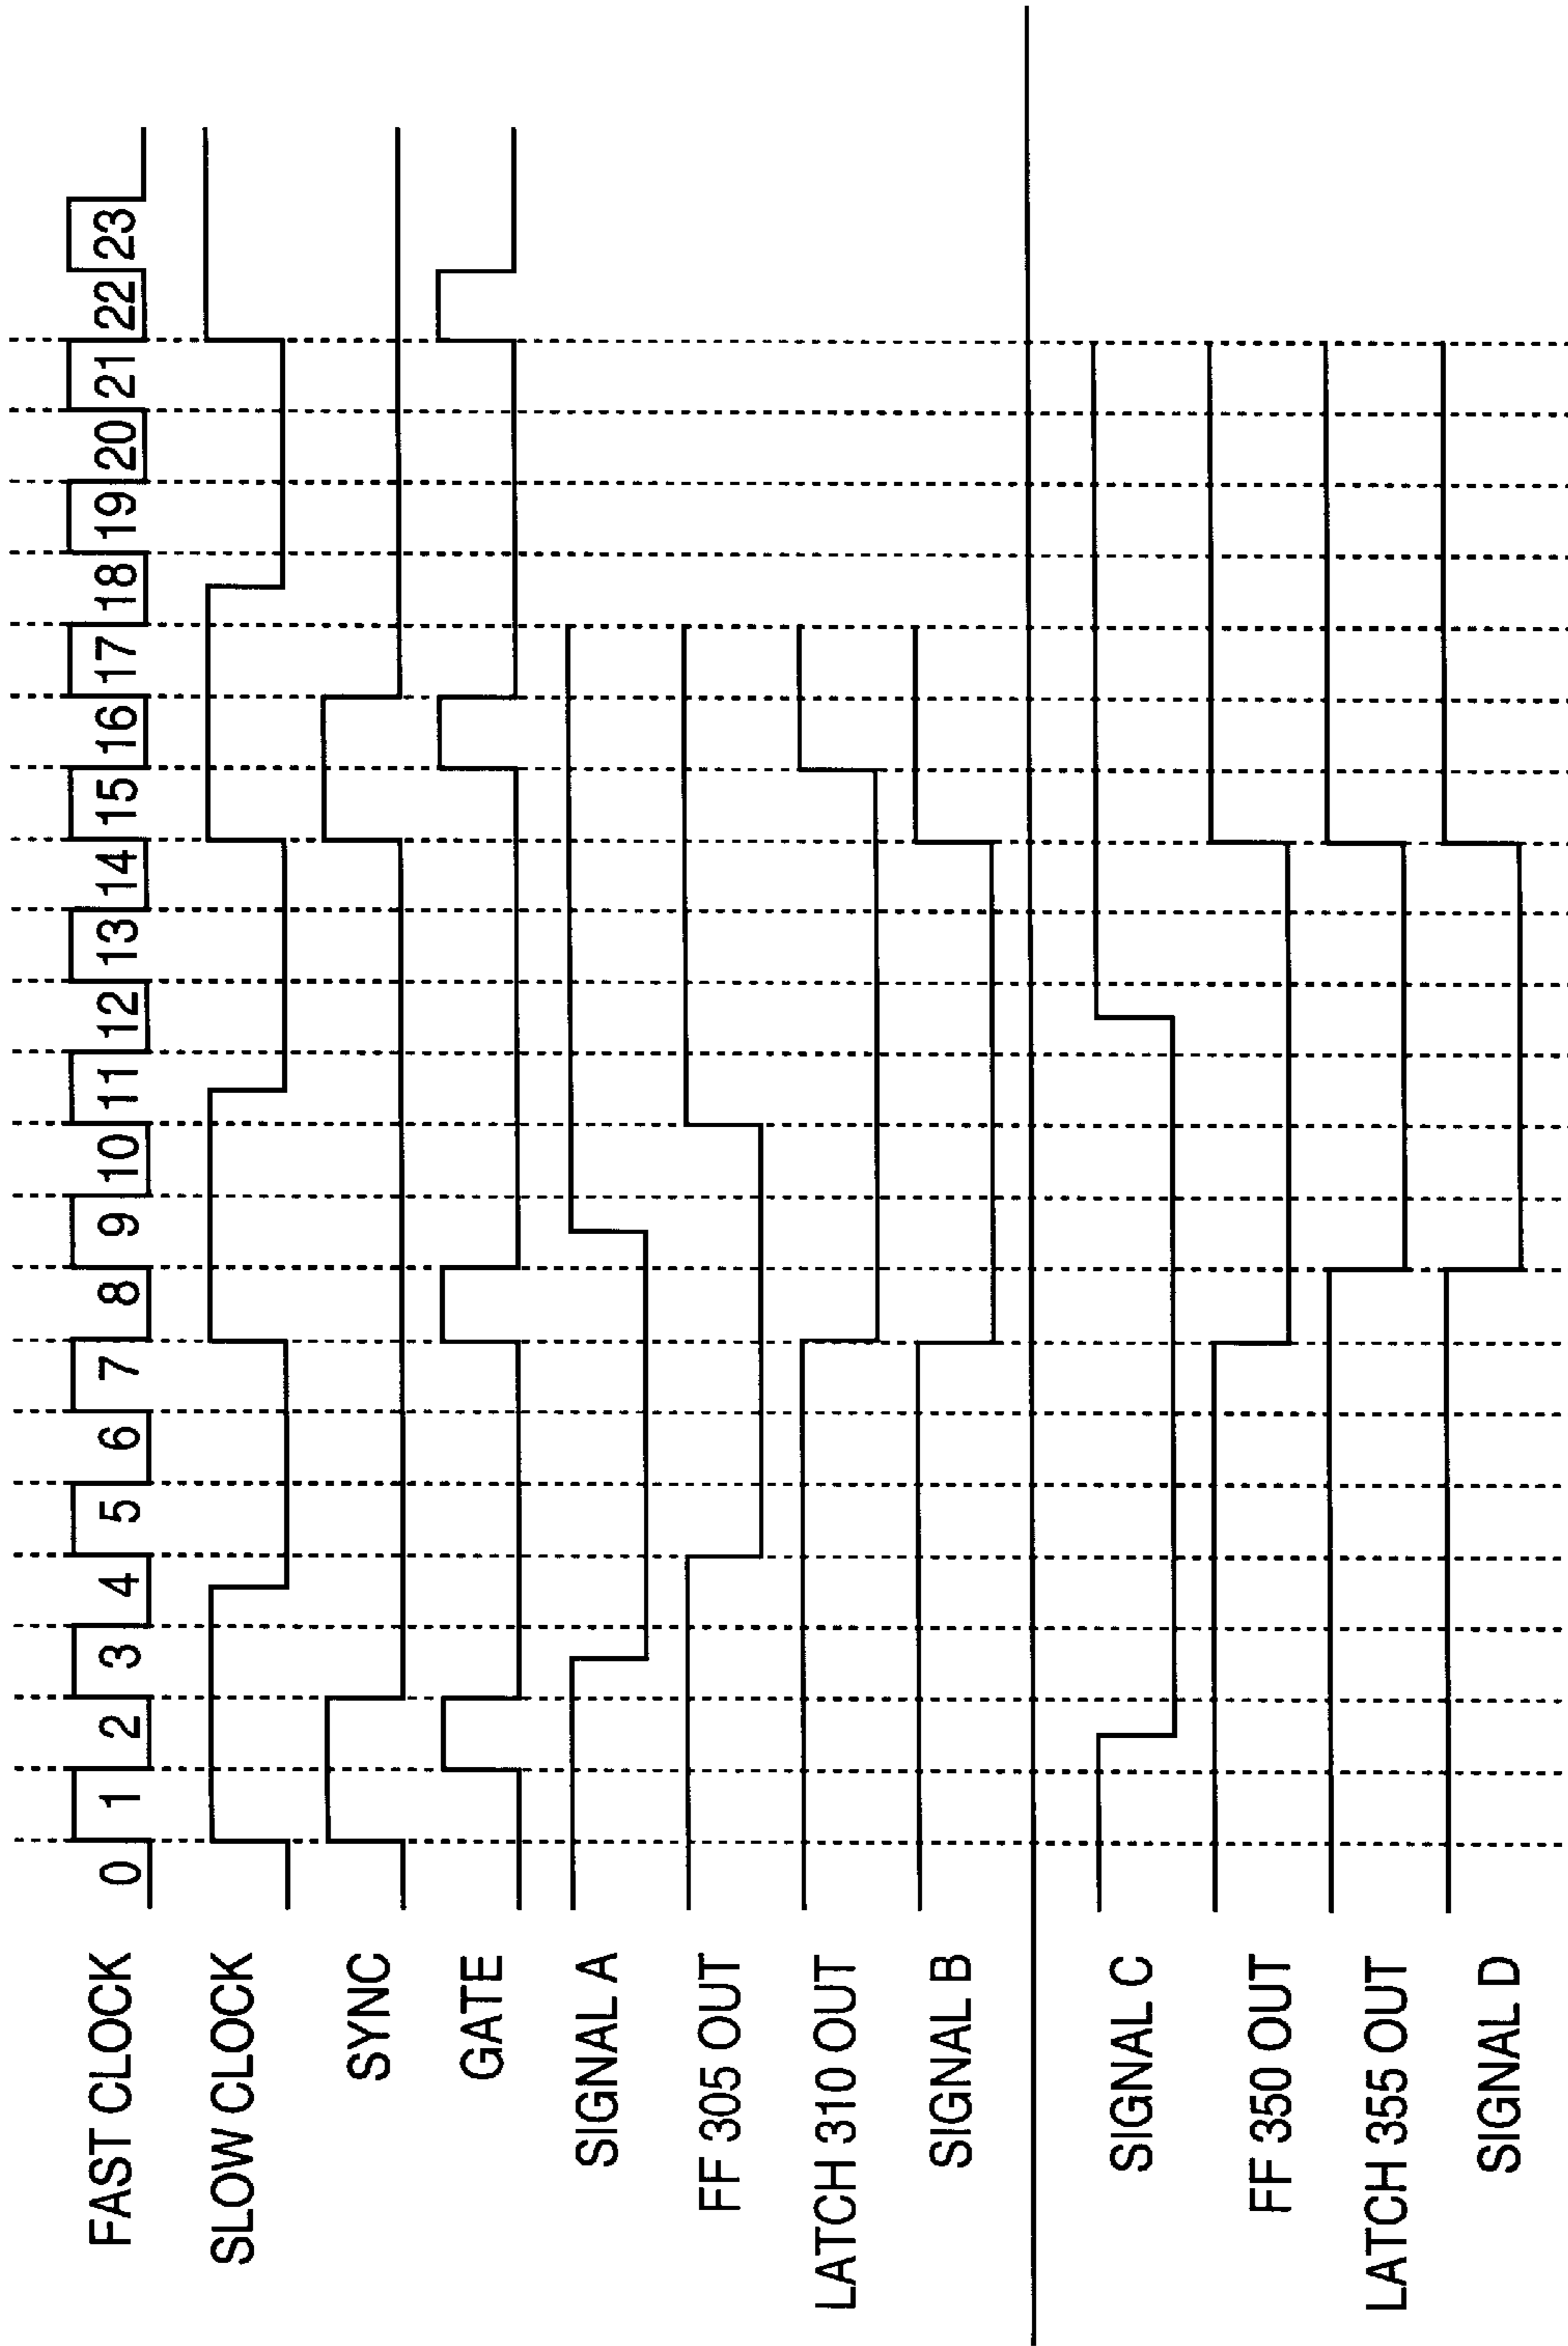 FAST CLOCK 0 1 2 3 4 5 6 7 8 9 10 11 12 13 14 15 16 17 18 19 20 21 22 23
SLOW CLOCK
SYNC
GATE
SIGNAL A
FF 305 OUT
LATCH 310 OUT
SIGNAL B
SIGNAL C
FF 350 OUT
LATCH 355 OUT
SIGNAL D